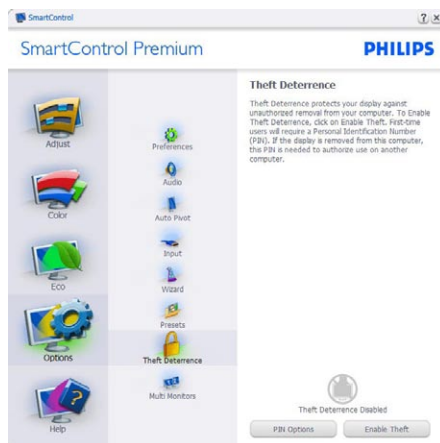 SmartControl
SmartControl Premium
PHILIPS
Adjust
Color
Eco
Options
Help
Preferences
Audio
Auto Pivot
Input
Wizard
Presets
Theft Deterrence
Multi Monitors
Theft Deterrence
Theft Deterrence protects your display against
unauthorized removal from your computer. To Enable
Theft Deterrence, click on Enable Theft. First-time
users will require a Personal Identification Number
(PIN). If the display is removed from this computer,
this PIN is needed to authorize use on another
computer.
Theft Deterrence Disabled
PIN Options
Enable Theft